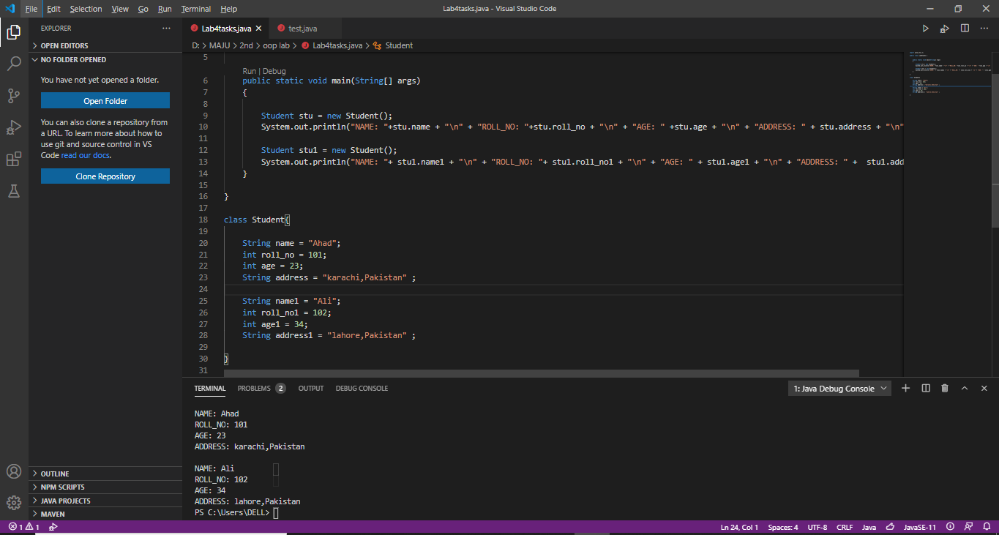 File Edit Selection View Go Run Terminal Help
Lab4tasks.java - Visual Studio Code
EXPLORER
OPEN EDITORS
NO FOLDER OPENED
You have not yet opened a folder.
Open Folder
You can also clone a repository from
a URL. To learn more about how to
use git and source control in VS
Code read our docs.
Clone Repository
OUTLINE
NPM SCRIPTS
JAVA PROJECTS
MAVEN
Lab4tasks.java test.java
D: > MAJU > 2nd > oop lab > Lab4tasks.java > Student
5
Run | Debug
6 public static void main(String[] args)
7 {
8
9 Student stu = new Student();
10 System.out.println("NAME: "+stu.name + "\n" + "ROLL_NO: "+stu.roll_no + "\n" + "AGE: " +stu.age + "\n" + "ADDRESS: " + stu.address + "\n"
11
12 Student stu1 = new Student();
13 System.out.println("NAME: "+ stu1.name1 + "\n" + "ROLL_NO: "+ stu1.roll_no1 + "\n" + "AGE: " + stu1.age1 + "\n" + "ADDRESS: " +  stu1.add
14 }
15
16 }
17
18 class Student{
19
20 String name = "Ahad";
21 int roll_no = 101;
22 int age = 23;
23 String address = "karachi,Pakistan" ;
24
25 String name1 = "Ali";
26 int roll_no1 = 102;
27 int age1 = 34;
28 String address1 = "lahore,Pakistan" ;
29
30 }
31
TERMINAL PROBLEMS 2 OUTPUT DEBUG CONSOLE
1: Java Debug Console
NAME: Ahad
ROLL_NO: 101
AGE: 23
ADDRESS: karachi,Pakistan
NAME: Ali
ROLL_NO: 102
AGE: 34
ADDRESS: lahore,Pakistan
PS C:\Users\DELL>
1 1
Ln 24, Col 1 Spaces: 4 UTF-8 CRLF Java JavaSE-11